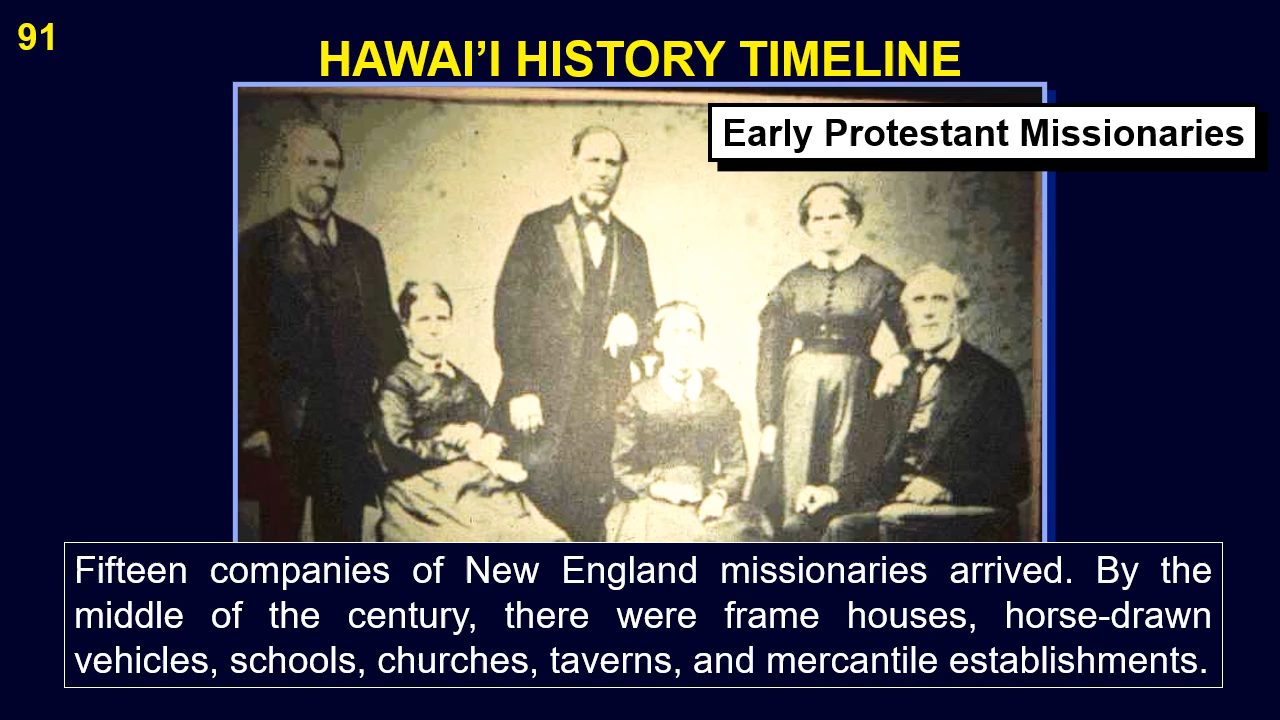 91
HAWAI’I HISTORY TIMELINE
Early Protestant Missionaries
Fifteen companies of New England missionaries arrived. By the
middle of the century, there were frame houses, horse-drawn
vehicles, schools, churches, taverns, and mercantile establishments.